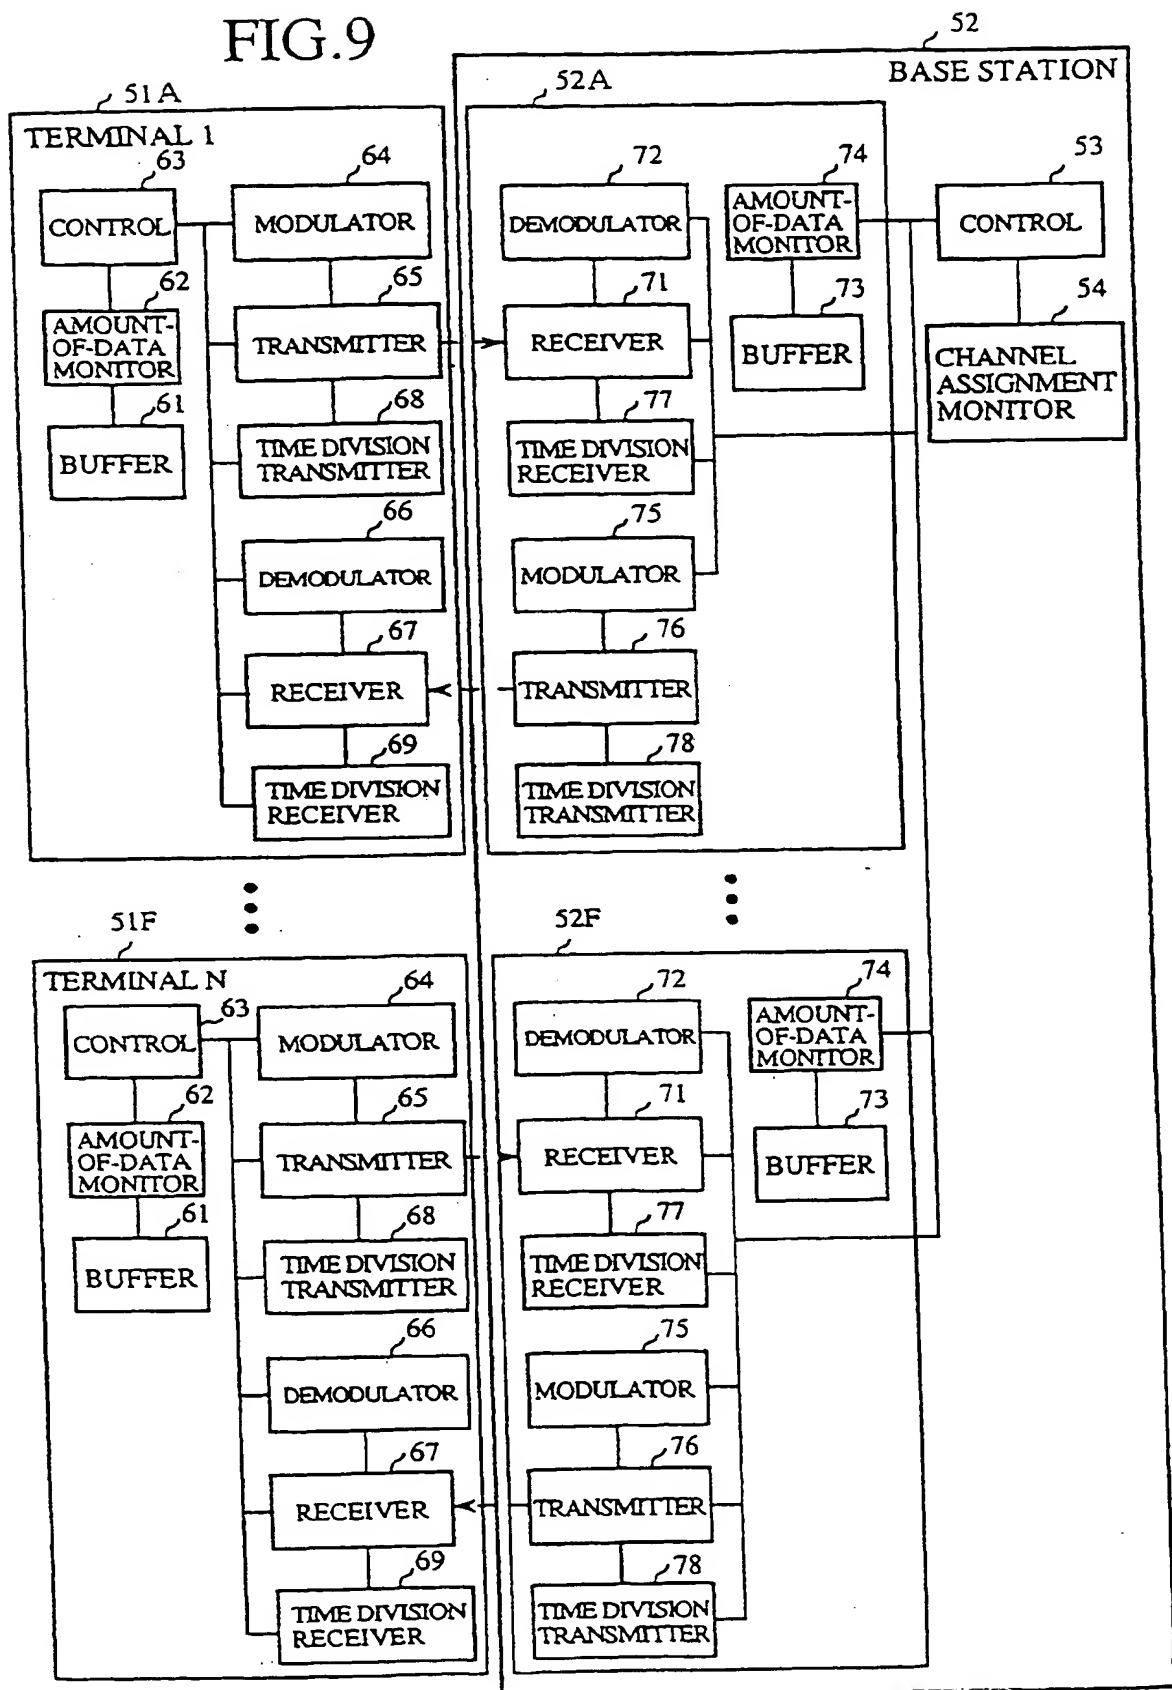 FIG.9
52
BASE STATION
51A
TERMINAL 1
63
CONTROL
64
MODULATOR
62
AMOUNT-
OF-DATA
MONITOR
65
TRANSMITTER
61
BUFFER
68
TIME DIVISION
TRANSMITTER
66
DEMODULATOR
67
RECEIVER
69
TIME DIVISION
RECEIVER
52A
72
DEMODULATOR
74
AMOUNT-
OF-DATA
MONITOR
71
RECEIVER
73
BUFFER
77
TIME DIVISION
RECEIVER
75
MODULATOR
76
TRANSMITTER
78
TIME DIVISION
TRANSMITTER
53
CONTROL
54
CHANNEL
ASSIGNMENT
MONITOR
51F
TERMINAL N
63
CONTROL
64
MODULATOR
62
AMOUNT-
OF-DATA
MONITOR
65
TRANSMITTER
61
BUFFER
68
TIME DIVISION
TRANSMITTER
66
DEMODULATOR
67
RECEIVER
69
TIME DIVISION
RECEIVER
52F
72
DEMODULATOR
74
AMOUNT-
OF-DATA
MONITOR
71
RECEIVER
73
BUFFER
77
TIME DIVISION
RECEIVER
75
MODULATOR
76
TRANSMITTER
78
TIME DIVISION
TRANSMITTER